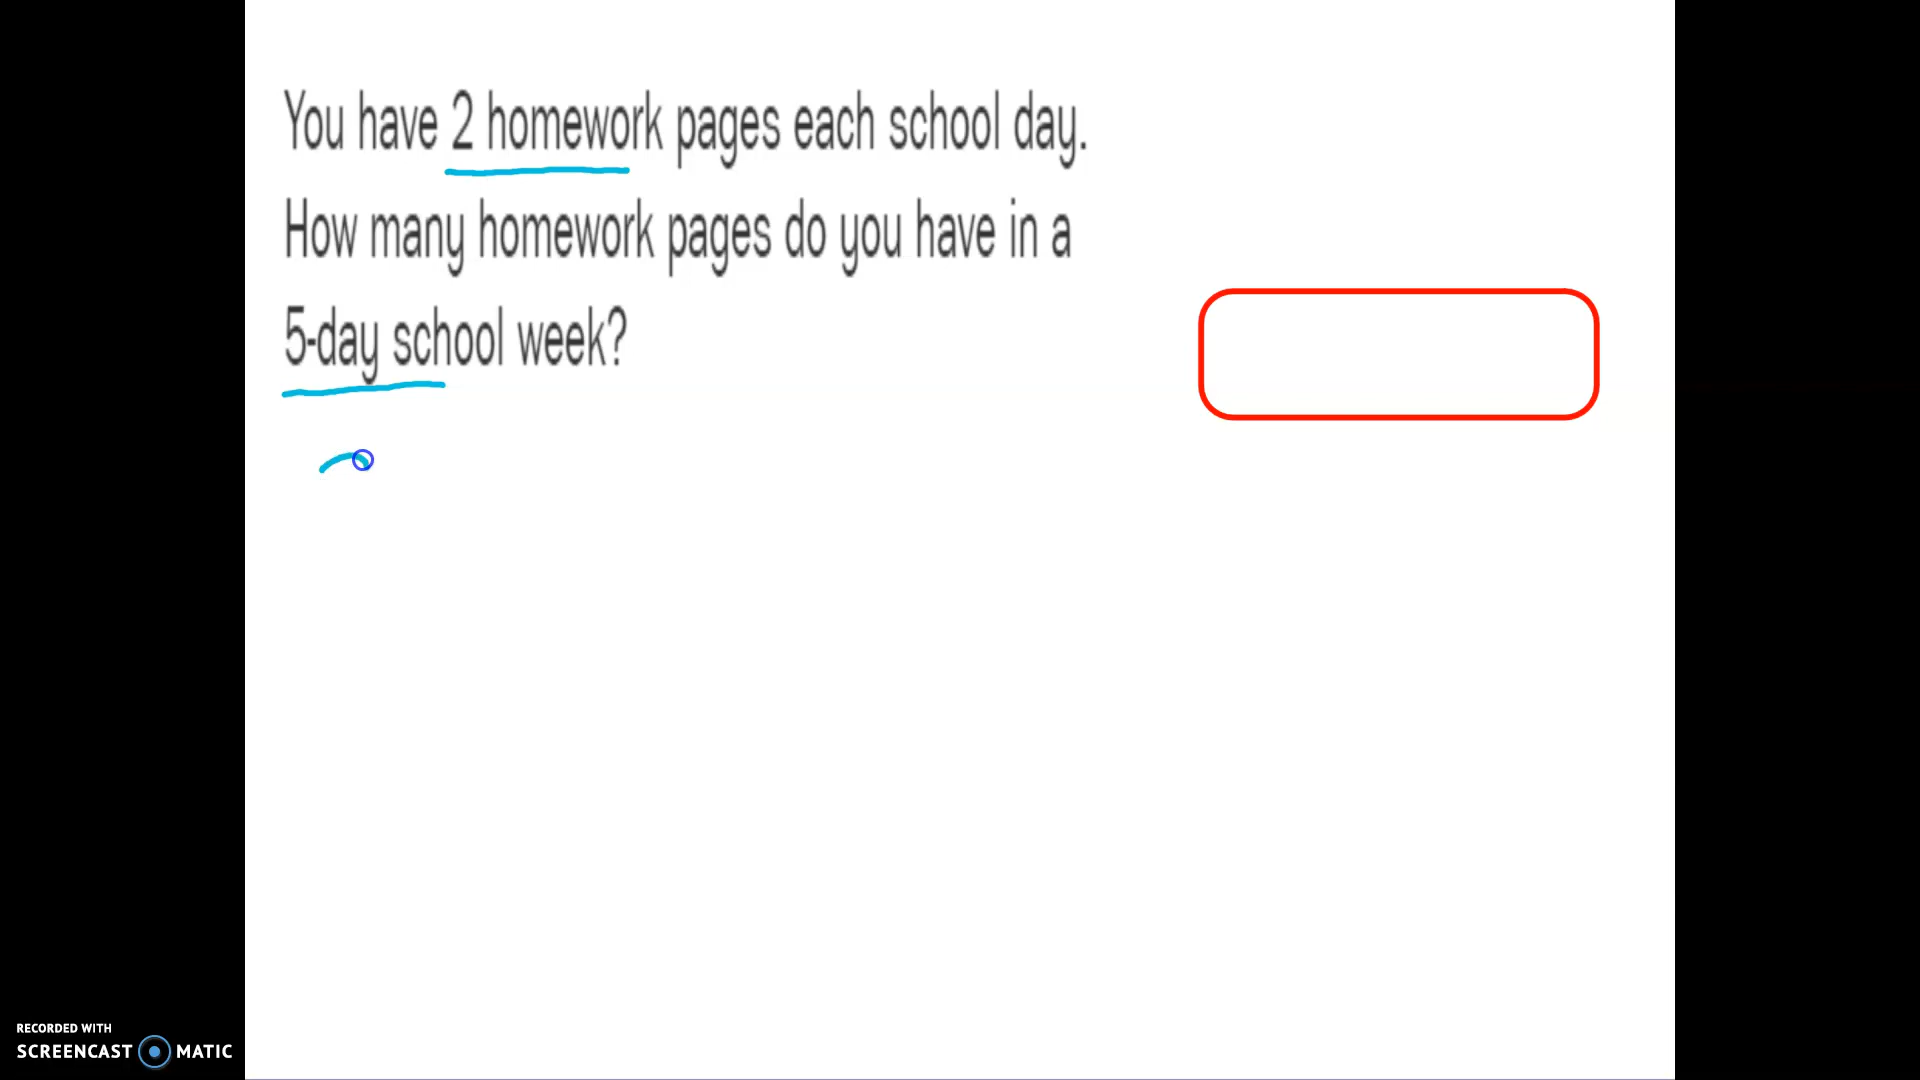 You have 2 homework pages each school day.
How many homework pages do you have in a
5-day school week?
RECORDED WITH
SCREENCAST MATIC